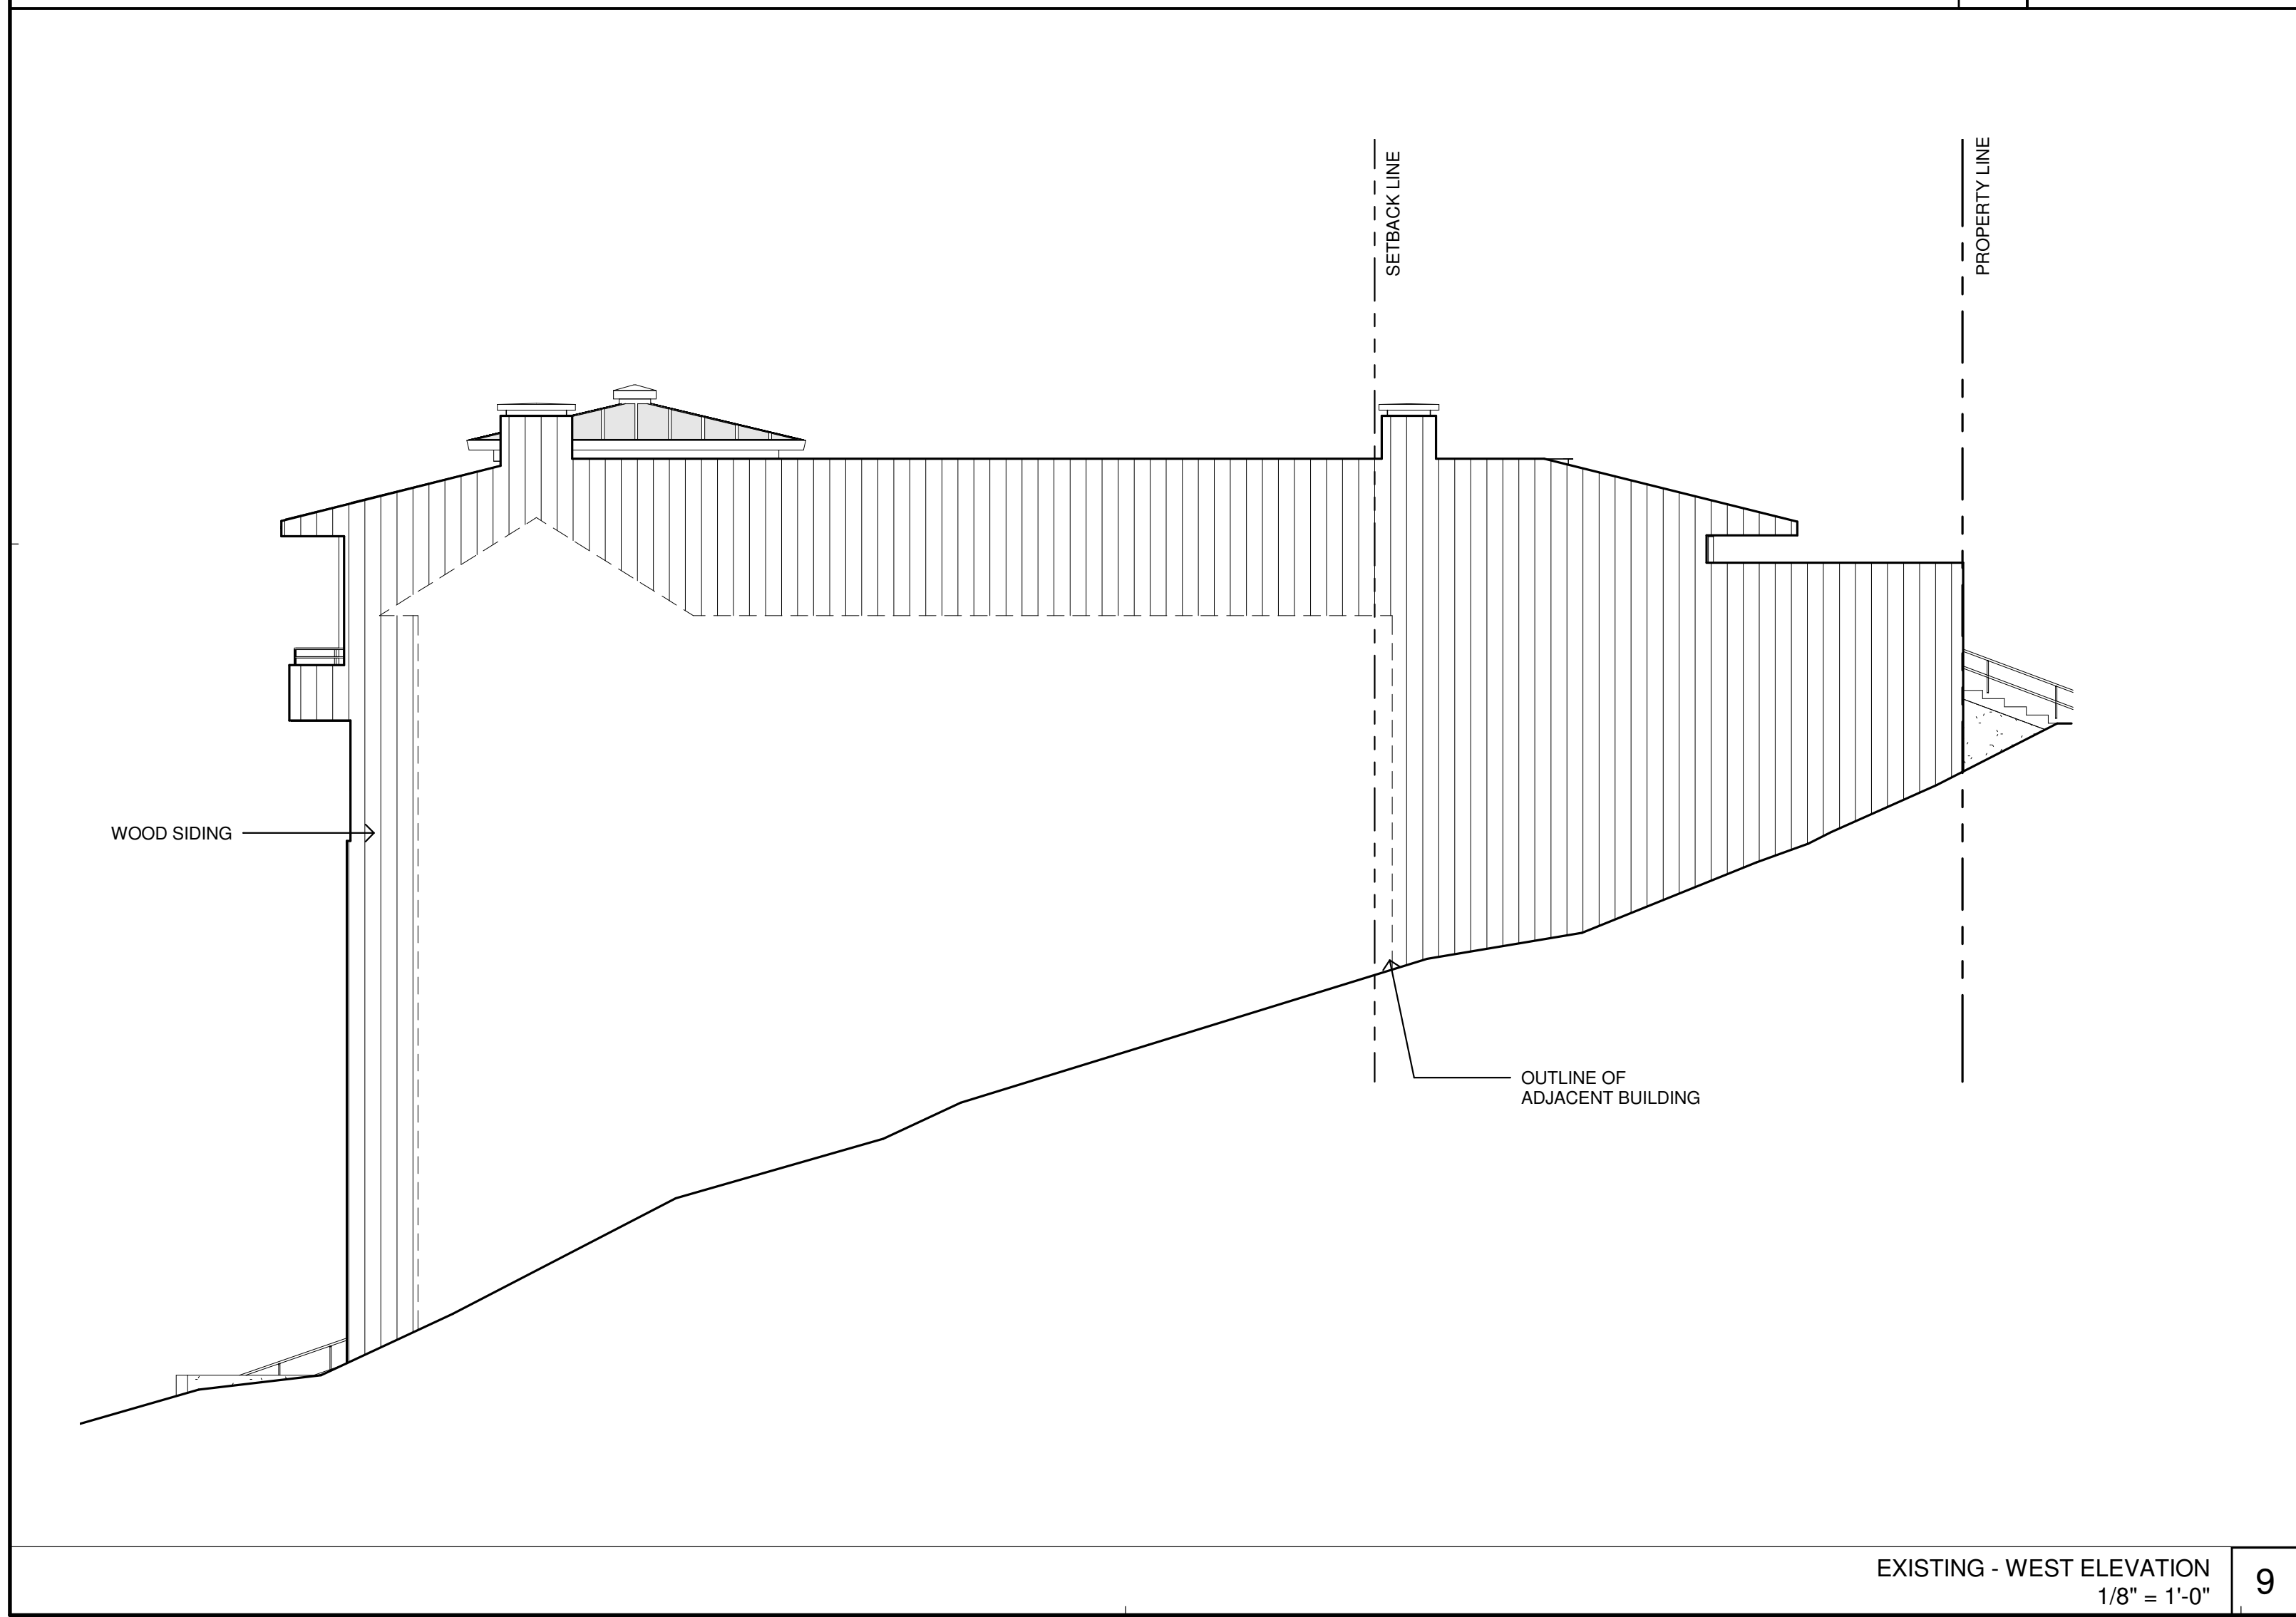 SETBACK LINE
PROPERTY LINE
WOOD SIDING
OUTLINE OF
ADJACENT BUILDING
EXISTING - WEST ELEVATION
1/8" = 1'-0"
9